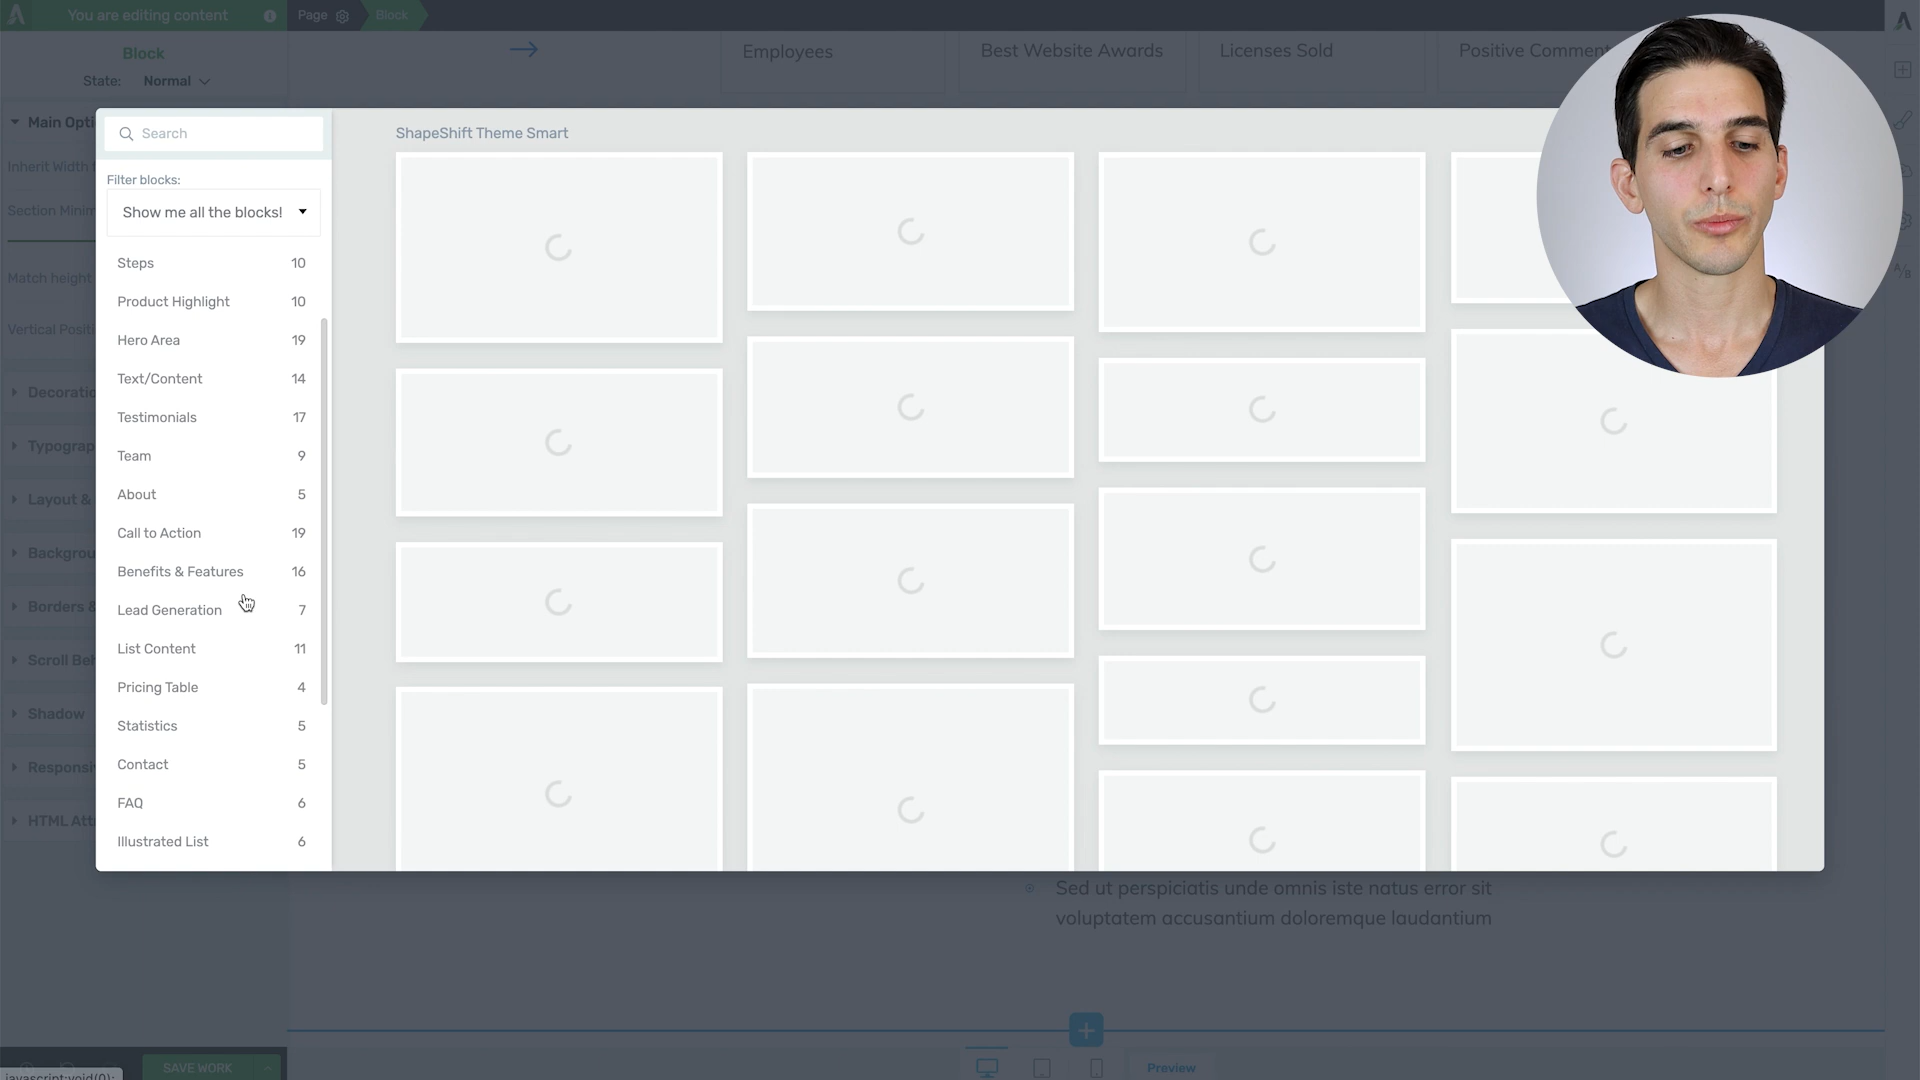 You are editing content
Page
Block
Block
State: Normal
Employees
Best Website Awards
Licenses Sold
Positive Comment
Main Opti
Inherit Width
Section Minim
Match height
Vertical Positi
Decoratio
Typograp
Layout &
Backgrou
Borders &
Scroll Beh
Shadow
Responsiv
HTML Att
Search
Filter blocks:
Show me all the blocks!
Steps 10
Product Highlight 10
Hero Area 19
Text/Content 14
Testimonials 17
Team 9
About 5
Call to Action 19
Benefits & Features 16
Lead Generation 7
List Content 11
Pricing Table 4
Statistics 5
Contact 5
FAQ 6
Illustrated List 6
ShapeShift Theme Smart
Sed ut perspiciatis unde omnis iste natus error sit
voluptatem accusantium doloremque laudantium
SAVE WORK
javascript:void(0);
Preview
A/B